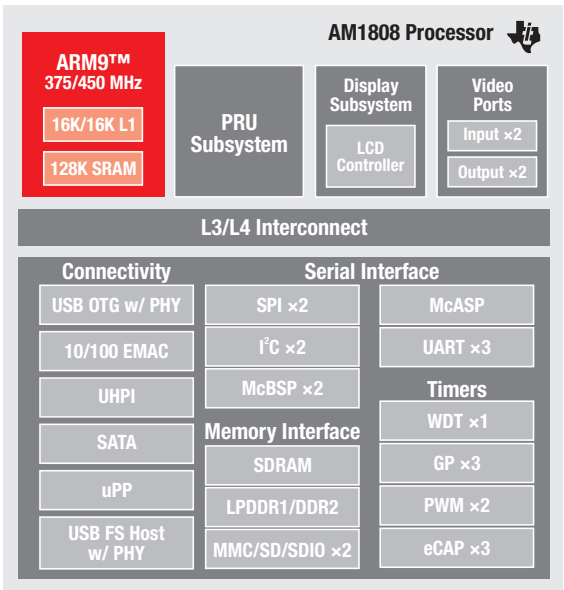 AM1808 Processor
ARM9™
375/450 MHz
16K/16K L1
128K SRAM
PRU
Subsystem
Display
Subsystem
LCD
Controller
Video
Ports
Input ×2
Output ×2
L3/L4 Interconnect
Connectivity
USB OTG w/ PHY
10/100 EMAC
UHPI
SATA
uPP
USB FS Host
w/ PHY
Serial Interface
SPI ×2
I²C ×2
McBSP ×2
McASP
UART ×3
Memory Interface
SDRAM
LPDDR1/DDR2
MMC/SD/SDIO ×2
Timers
WDT ×1
GP ×3
PWM ×2
eCAP ×3